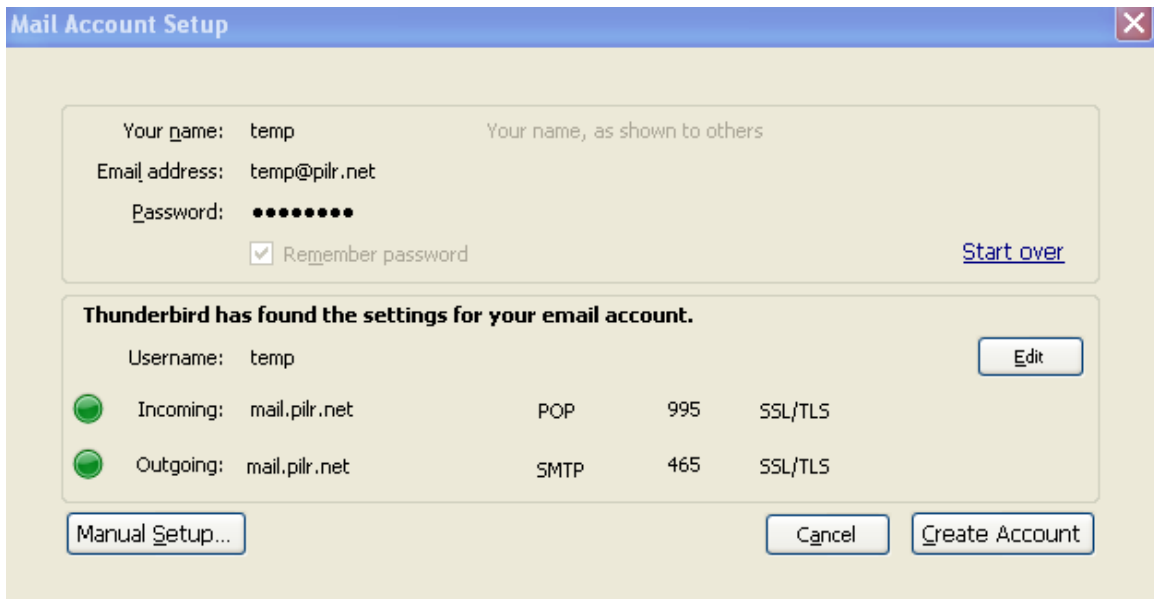 Mail Account Setup
Your name: temp Your name, as shown to others
Email address: temp@pilr.net
Password: ●●●●●●●●
Remember password
Start over
Thunderbird has found the settings for your email account.
Username: temp
Edit
Incoming: mail.pilr.net POP 995 SSL/TLS
Outgoing: mail.pilr.net SMTP 465 SSL/TLS
Manual Setup... Cancel Create Account